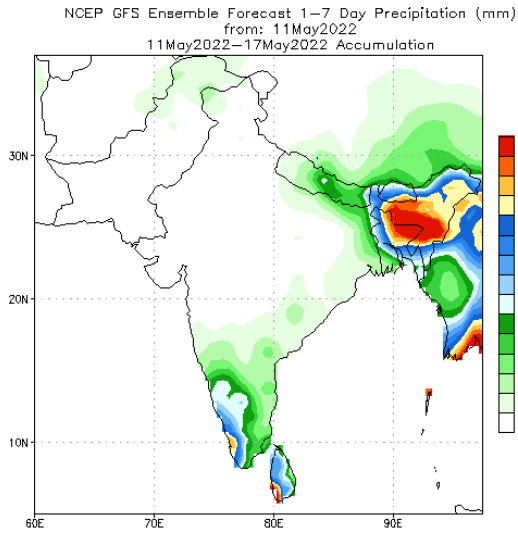 NCEP GFS Ensemble Forecast 1-7 Day Precipitation (mm)
from: 11May2022
11May2022-17May2022 Accumulation
30N
20N
10N
60E
70E
80E
90E